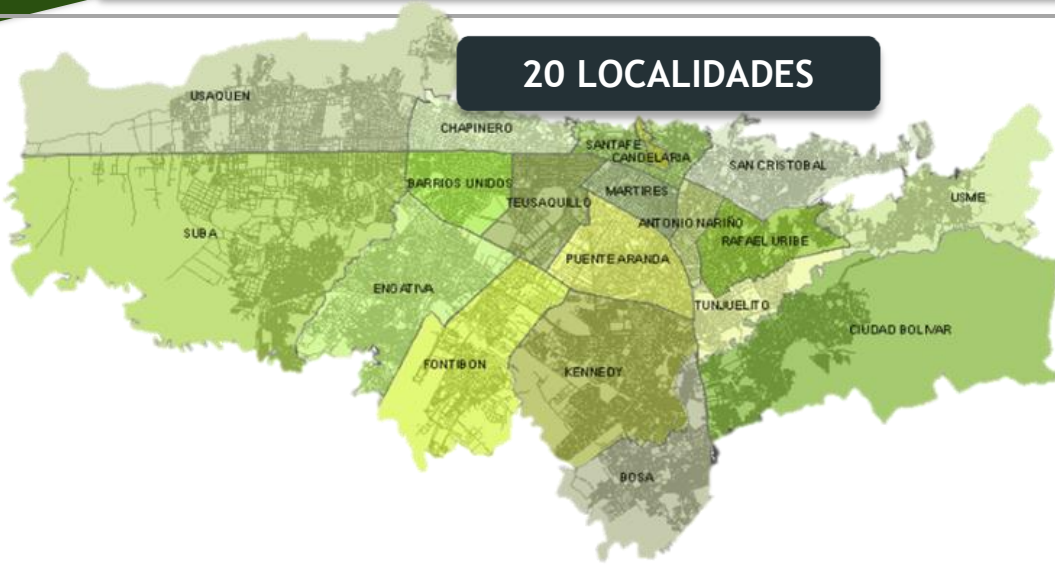 20 LOCALIDADES
USAQUEN
CHAPINERO
SANTAFE
CANDELARIA
SAN CRISTOBAL
BARRIOS UNIDOS
TEUSAQUILLO
MARTIRES
USME
ANTONIO NARIÑO
SUBA
RAFAEL URIBE
PUENTE ARANDA
ENGATIVA
TUNJUELITO
CIUDAD BOLIVAR
FONTIBON
KENNEDY
BOSA